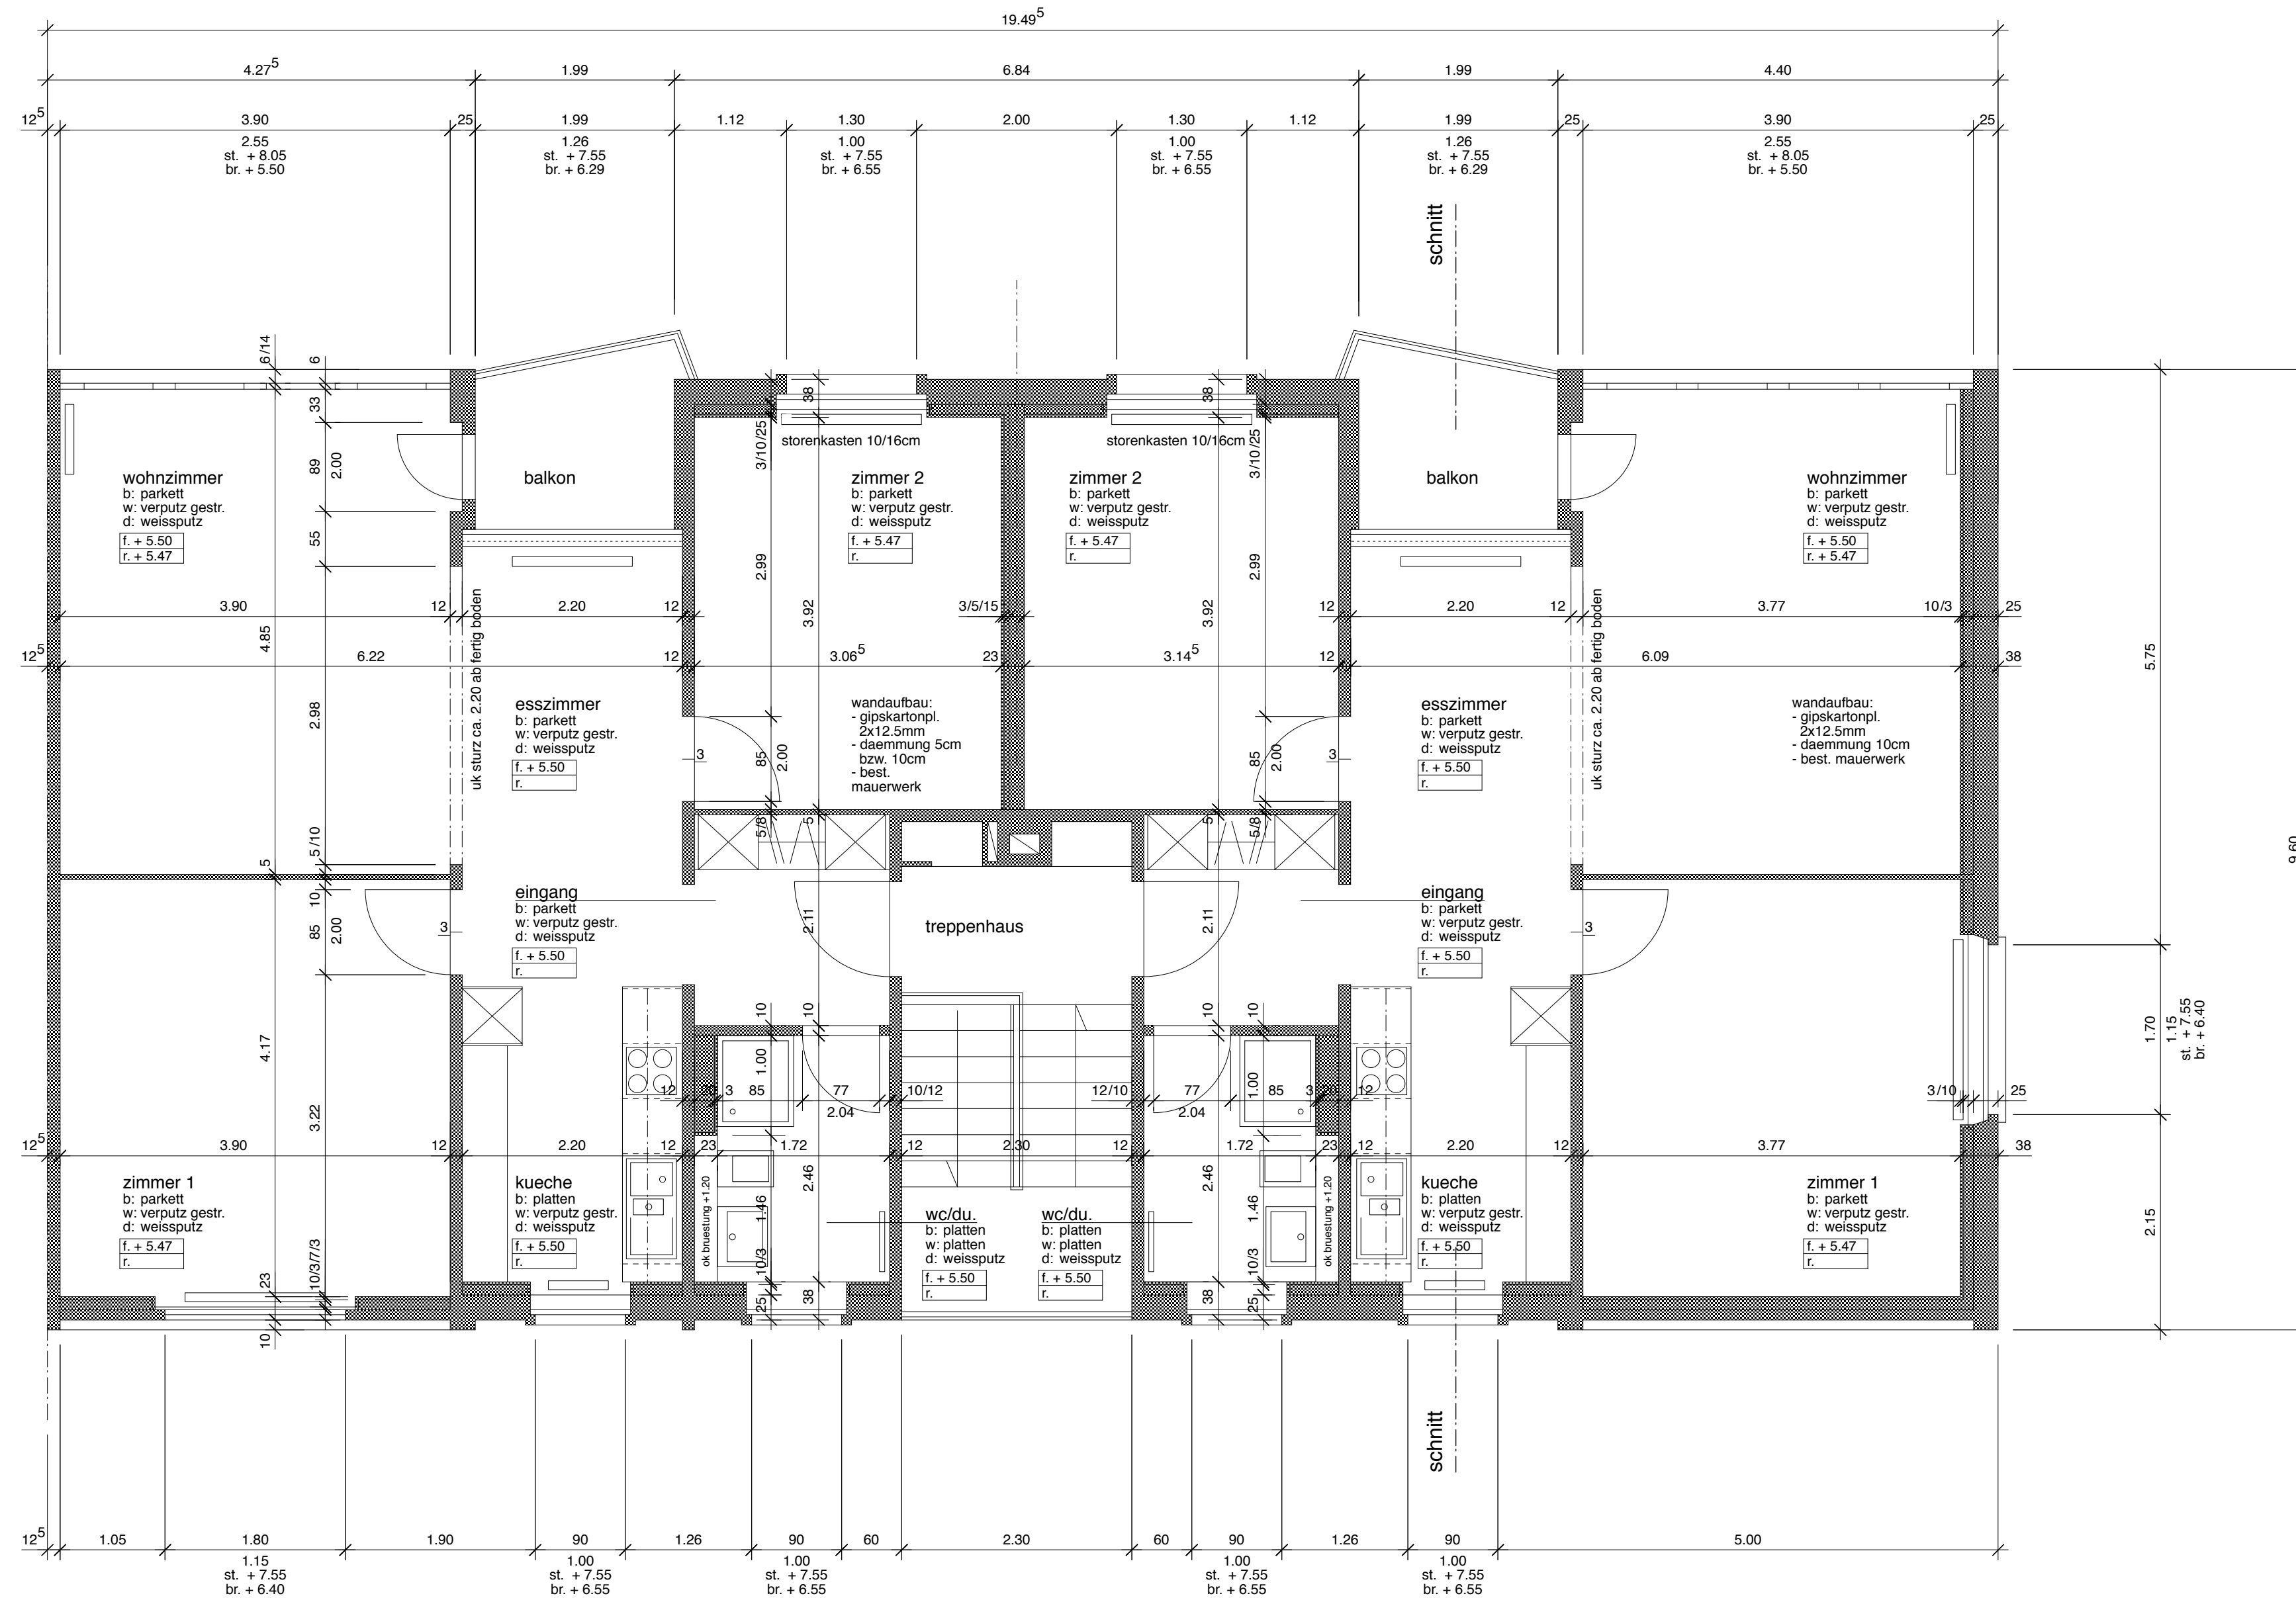 19.49⁵
4.27⁵ 1.99 6.84 1.99 4.40
12⁵ 3.90 25 1.99 1.12 1.30 2.00 1.30 1.12 1.99 25 3.90 25
2.55 1.26 1.00 1.00 1.26 2.55
st. + 8.05 st. + 7.55 st. + 7.55 st. + 7.55 st. + 7.55 st. + 8.05
br. + 5.50 br. + 6.29 br. + 6.55 br. + 6.55 br. + 6.29 br. + 5.50
schnitt
6/14
6
33
89
2.00
55
38
3/10/25
38
3/10/25
storenkasten 10/16cm
storenkasten 10/16cm
wohnzimmer
b: parkett
w: verputz gestr.
d: weissputz
f. + 5.50
r. + 5.47
balkon
zimmer 2
b: parkett
w: verputz gestr.
d: weissputz
f. + 5.47
r.
zimmer 2
b: parkett
w: verputz gestr.
d: weissputz
f. + 5.47
r.
balkon
wohnzimmer
b: parkett
w: verputz gestr.
d: weissputz
f. + 5.50
r. + 5.47
2.99
3.92
3.92
2.99
3.90 12 2.20 12 3/5/15 12 2.20 12 3.77 10/3 25
4.85
12⁵ 6.22 12 3.06⁵ 23 3.14⁵ 12 6.09 38
5.75
9.60
2.98
uk sturz ca. 2.20 ab fertig boden
uk sturz ca. 2.20 ab fertig boden
esszimmer
b: parkett
w: verputz gestr.
d: weissputz
f. + 5.50
r.
wandaufbau:
- gipskartonpl.
2x12.5mm
- daemmung 5cm
bzw. 10cm
- best.
mauerwerk
esszimmer
b: parkett
w: verputz gestr.
d: weissputz
f. + 5.50
r.
wandaufbau:
- gipskartonpl.
2x12.5mm
- daemmung 10cm
- best. mauerwerk
3
85
2.00
85
2.00
3
5/8
5
5
5/8
5
5/10
10
85
2.00
3
eingang
b: parkett
w: verputz gestr.
d: weissputz
f. + 5.50
r.
2.11
treppenhaus
2.11
eingang
b: parkett
w: verputz gestr.
d: weissputz
f. + 5.50
r.
3
10
10
10
10
4.17
3.22
1.00
1.00
1.70
1.15
st. + 7.55
br. + 6.40
12 20 3 85 77 10/12 12/10 77 85 3 20 12 3/10 25
2.04 2.04
12⁵ 3.90 12 2.20 12 23 1.72 12 2.30 12 1.72 23 12 2.20 12 3.77 38
2.46
1.46
2.46
1.46
2.15
zimmer 1
b: parkett
w: verputz gestr.
d: weissputz
f. + 5.47
r.
kueche
b: platten
w: verputz gestr.
d: weissputz
f. + 5.50
r.
ok bruestung +1.20
wc/du.
b: platten
w: platten
d: weissputz
f. + 5.50
r.
wc/du.
b: platten
w: platten
d: weissputz
f. + 5.50
r.
ok bruestung +1.20
kueche
b: platten
w: verputz gestr.
d: weissputz
f. + 5.50
r.
zimmer 1
b: parkett
w: verputz gestr.
d: weissputz
f. + 5.47
r.
23
10/3/7/3
10
10/3
25
38
38
10/3
25
schnitt
12⁵ 1.05 1.80 1.90 90 1.26 90 60 2.30 60 90 1.26 90 5.00
1.15 1.00 1.00 1.00 1.00
st. + 7.55 st. + 7.55 st. + 7.55 st. + 7.55 st. + 7.55
br. + 6.40 br. + 6.55 br. + 6.55 br. + 6.55 br. + 6.55